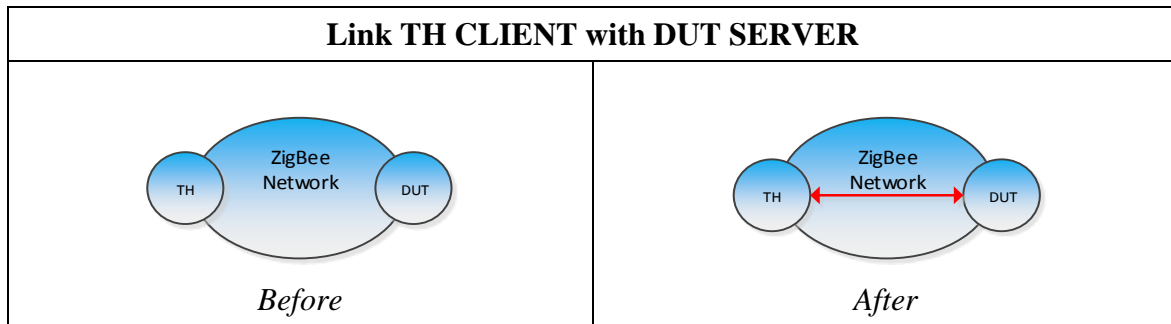 Link TH CLIENT with DUT SERVER
ZigBee
Network
TH
DUT
Before
ZigBee
Network
TH
DUT
After